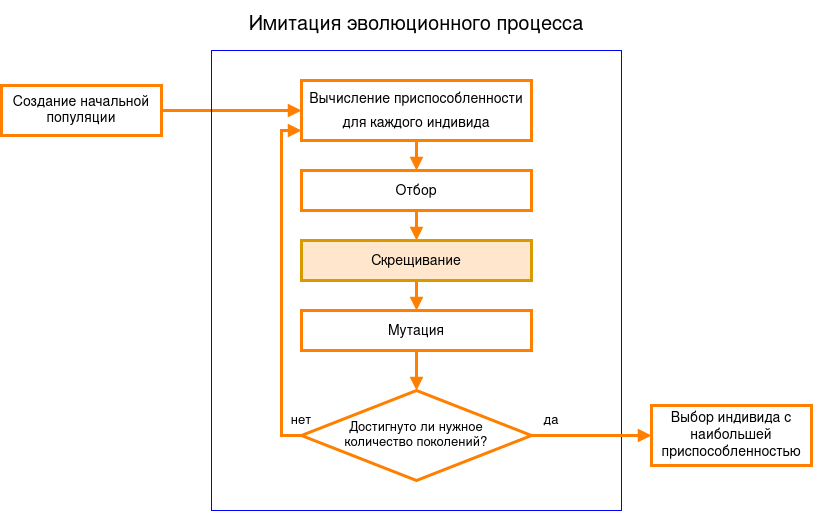 Имитация эволюционного процесса
Создание начальной
популяции
Вычисление приспособленности
для каждого индивида
Отбор
Скрещивание
Мутация
нет
Достигнуто ли нужное
количество поколений?
да
Выбор индивида с
наибольшей
приспособленностью